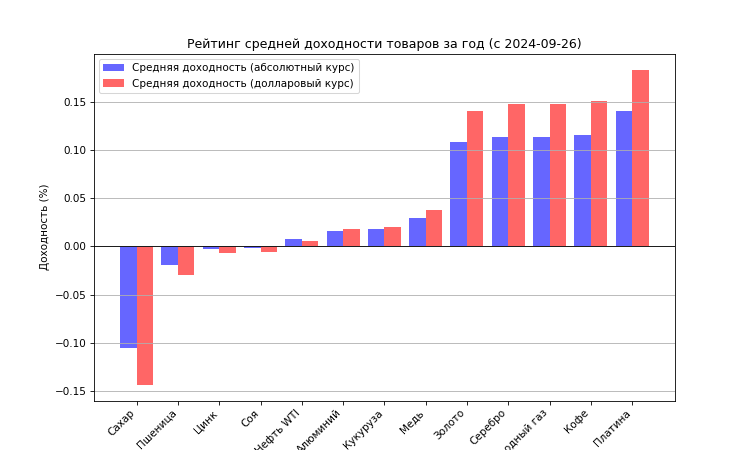 Рейтинг средней доходности товаров за год (с 2024-09-26)
Средняя доходность (абсолютный курс)
Средняя доходность (долларовый курс)
Доходность (%)
0.15
0.10
0.05
0.00
−0.05
−0.10
−0.15
Сахар
Пшеница
Цинк
Соя
Нефть WTI
Алюминий
Кукуруза
Медь
Золото
Серебро
одный газ
Кофе
Платина